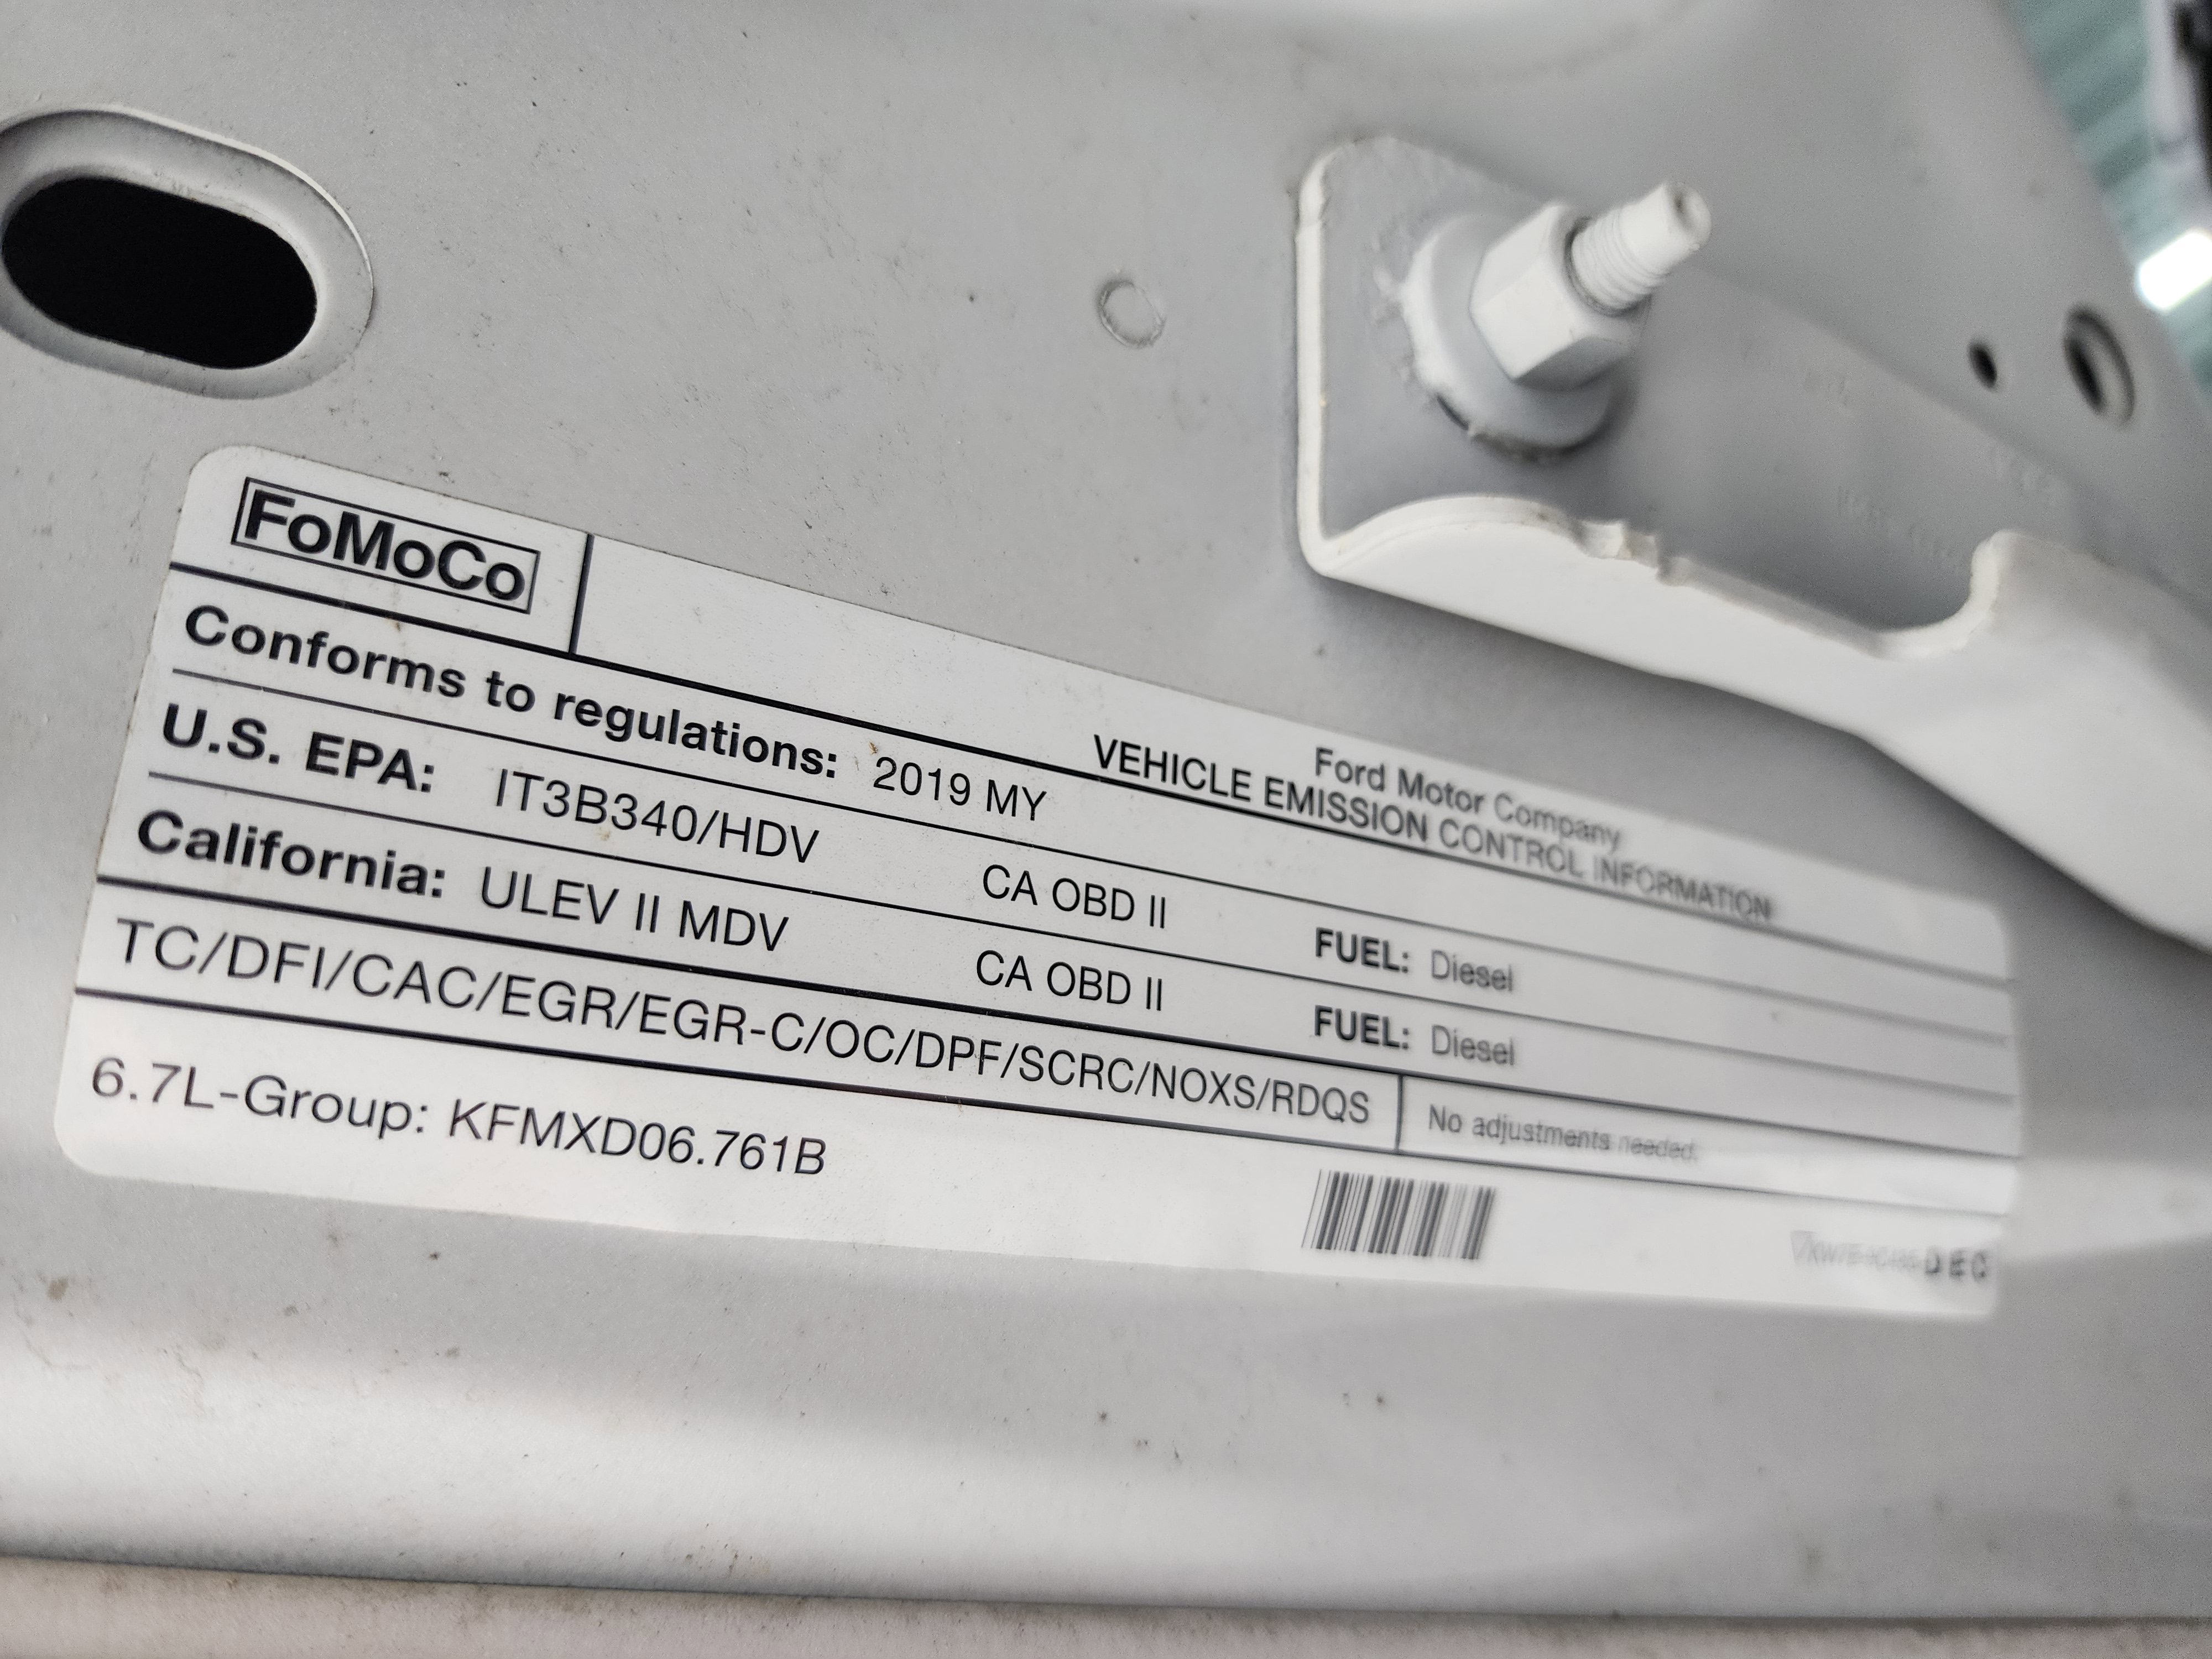 FoMoCo
Ford Motor Company
VEHICLE EMISSION CONTROL INFORMATION
Conforms to regulations: 2019 MY
U.S. EPA: IT3B340/HDV CA OBD II FUEL: Diesel
California: ULEV II MDV CA OBD II FUEL: Diesel
TC/DFI/CAC/EGR/EGR-C/OC/DPF/SCRC/NOXS/RDQS No adjustments needed.
6.7L-Group: KFMXD06.761B
DEC